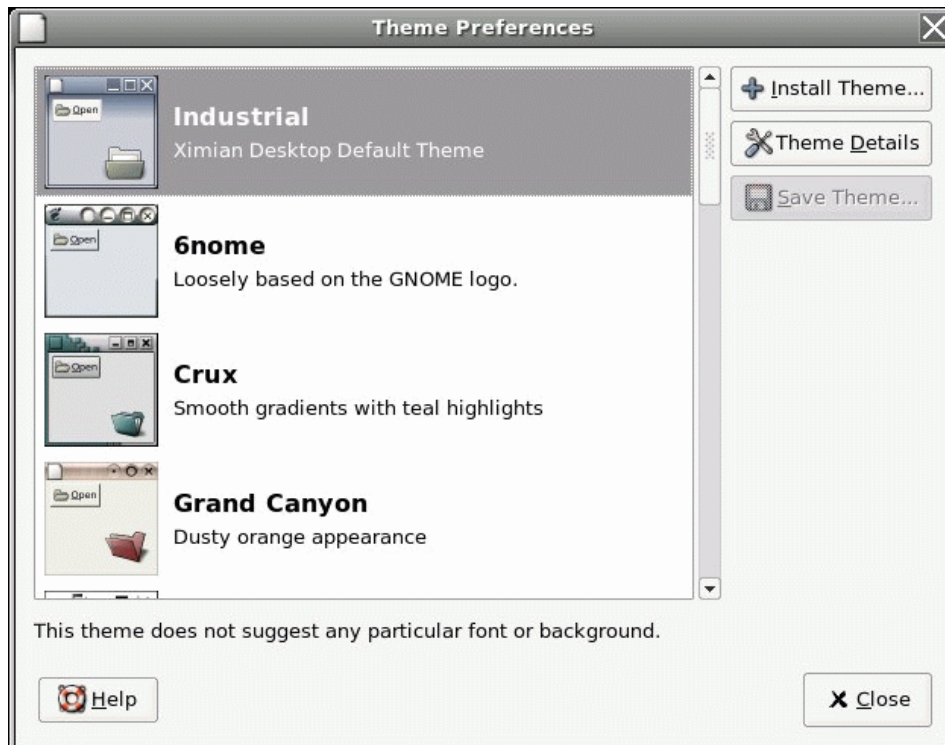 Theme Preferences
Open
Industrial
Ximian Desktop Default Theme
Open
6nome
Loosely based on the GNOME logo.
Open
Crux
Smooth gradients with teal highlights
Open
Grand Canyon
Dusty orange appearance
Install Theme...
Theme Details
Save Theme...
This theme does not suggest any particular font or background.
Help
Close